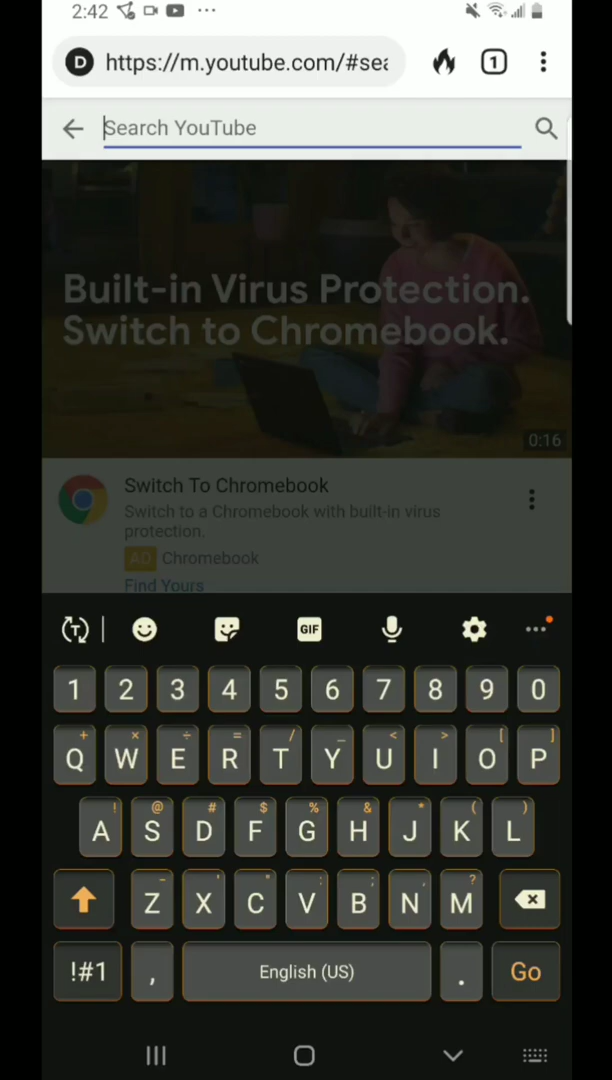 2:42
D https://m.youtube.com/#sea 1
Search YouTube
Built-in Virus Protection.
Switch to Chromebook.
0:16
Switch To Chromebook
Switch to a Chromebook with built-in virus
protection.
AD Chromebook
Find Yours
T GIF
1 2 3 4 5 6 7 8 9 0
+ × ÷ = / _ < > [ ]
Q W E R T Y U I O P
! @ # $ % & * ( )
A S D F G H J K L
- ' " : ; , ?
Z X C V B N M
!#1 , English (US) . Go